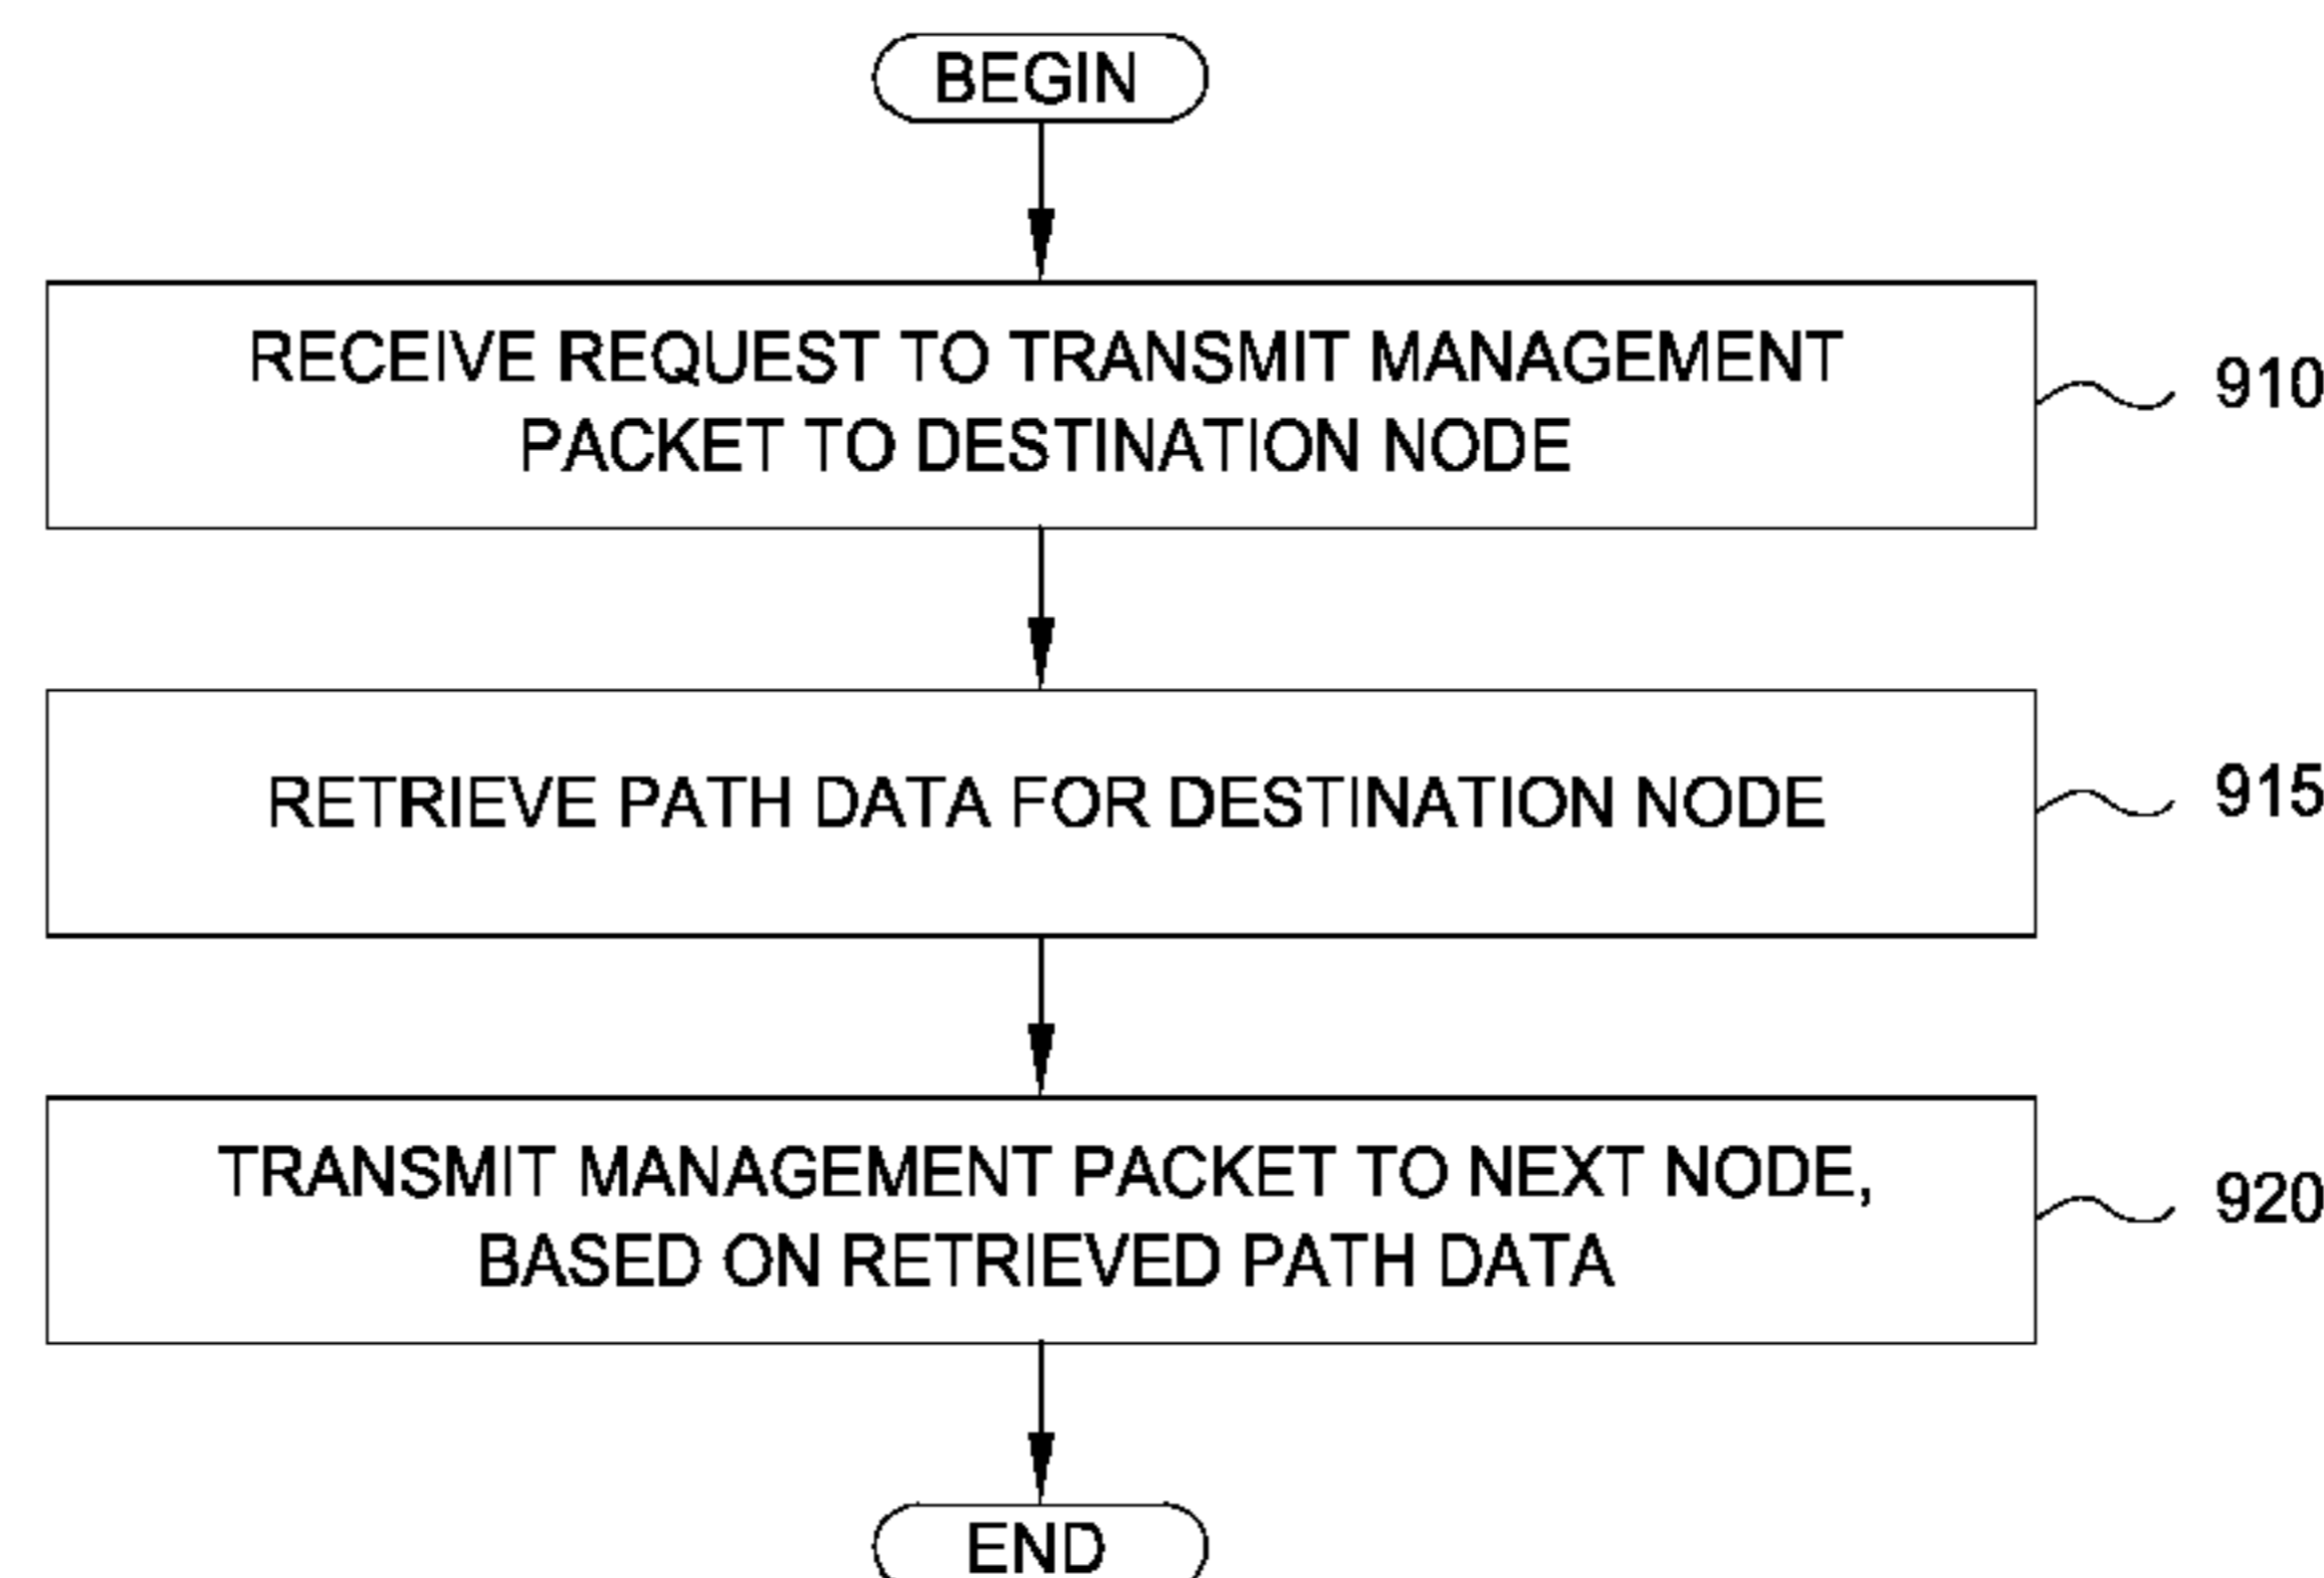 BEGIN
RECEIVE REQUEST TO TRANSMIT MANAGEMENT
PACKET TO DESTINATION NODE
910
RETRIEVE PATH DATA FOR DESTINATION NODE
915
TRANSMIT MANAGEMENT PACKET TO NEXT NODE,
BASED ON RETRIEVED PATH DATA
920
END